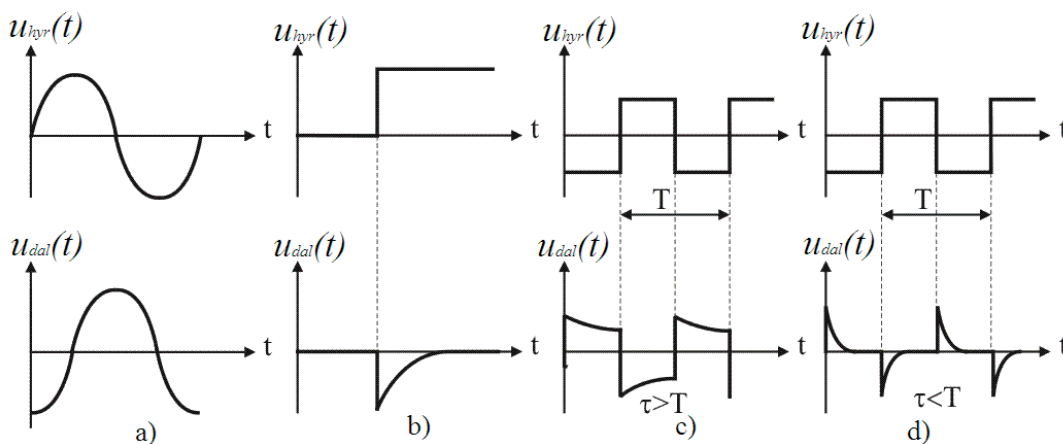 u_hyr(t) u_hyr(t) u_hyr(t) u_hyr(t)
t t t t
T T
u_dal(t) u_dal(t) u_dal(t) u_dal(t)
t t t t
τ>T τ<T
a) b) c) d)